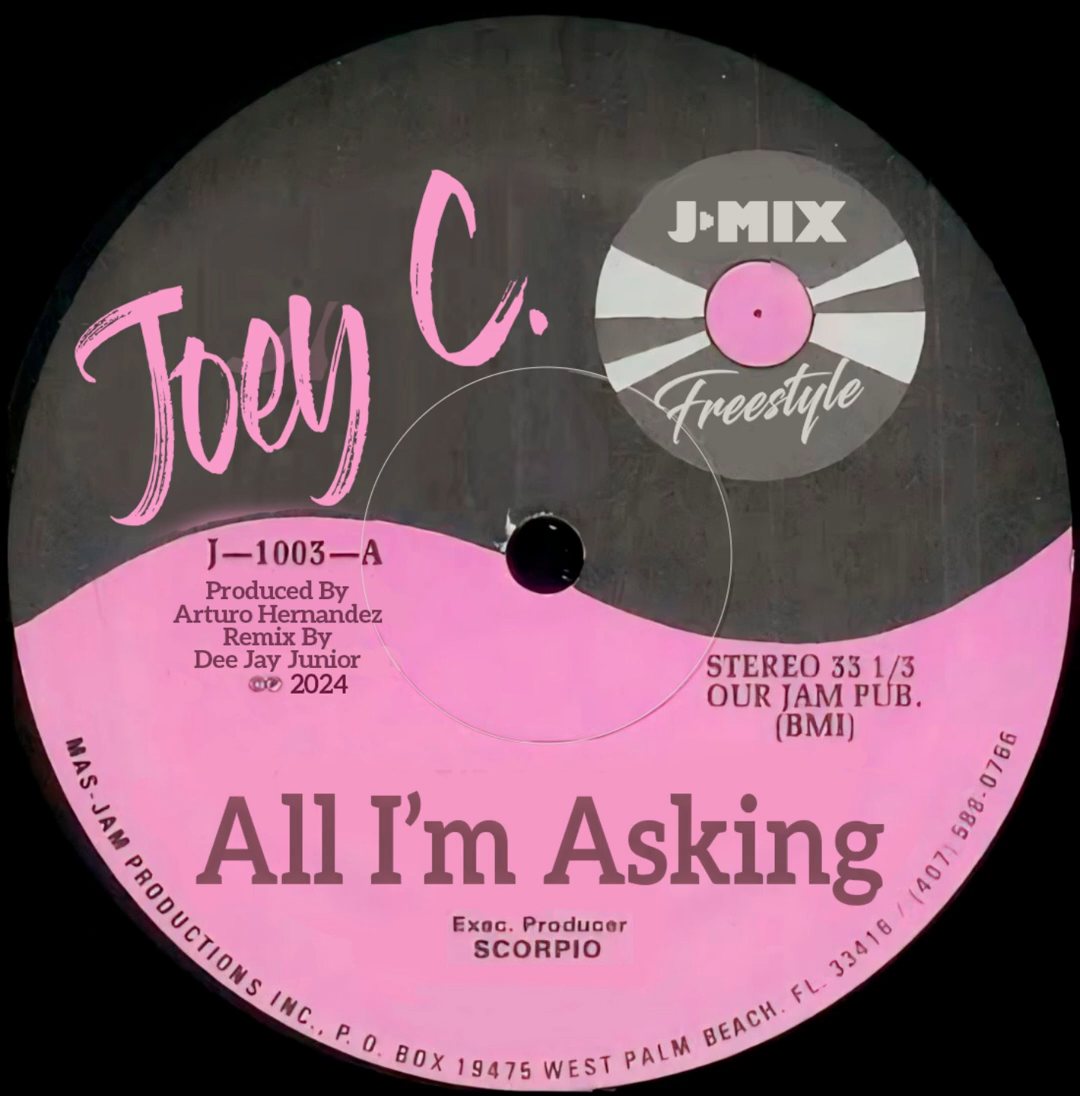 Joey C.
J-MIX
Freestyle
J—1003—A
Produced By
Arturo Hernandez
Remix By
Dee Jay Junior
©℗ 2024
STEREO 33 1/3
OUR JAM PUB.
(BMI)
All I'm Asking
Exec. Producer
SCORPIO
MAS-JAM PRODUCTIONS INC., P. O. BOX 19475 WEST PALM BEACH. FL. 33416 / (407) 588-0766